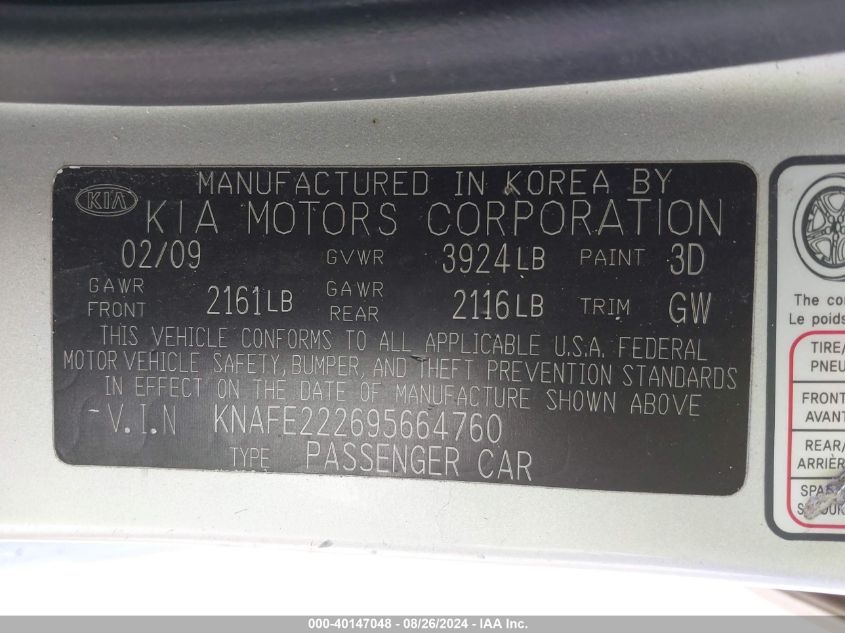 MANUFACTURED IN KOREA BY
KIA KIA MOTORS CORPORATION
02/09 GVWR 3924LB PAINT 3D
GAWR FRONT 2161LB GAWR REAR 2116LB TRIM GW
THIS VEHICLE CONFORMS TO ALL APPLICABLE U.S.A. FEDERAL
MOTOR VEHICLE SAFETY, BUMPER, AND THEFT PREVENTION STANDARDS
IN EFFECT ON THE DATE OF MANUFACTURE SHOWN ABOVE
-V.I.N KNAFE222695664760
TYPE PASSENGER CAR
The co
Le poids
TIRE/
PNEU
FRONT
AVANT
REAR/
ARRIÈR
000-40147048 - 08/26/2024 - IAA Inc.